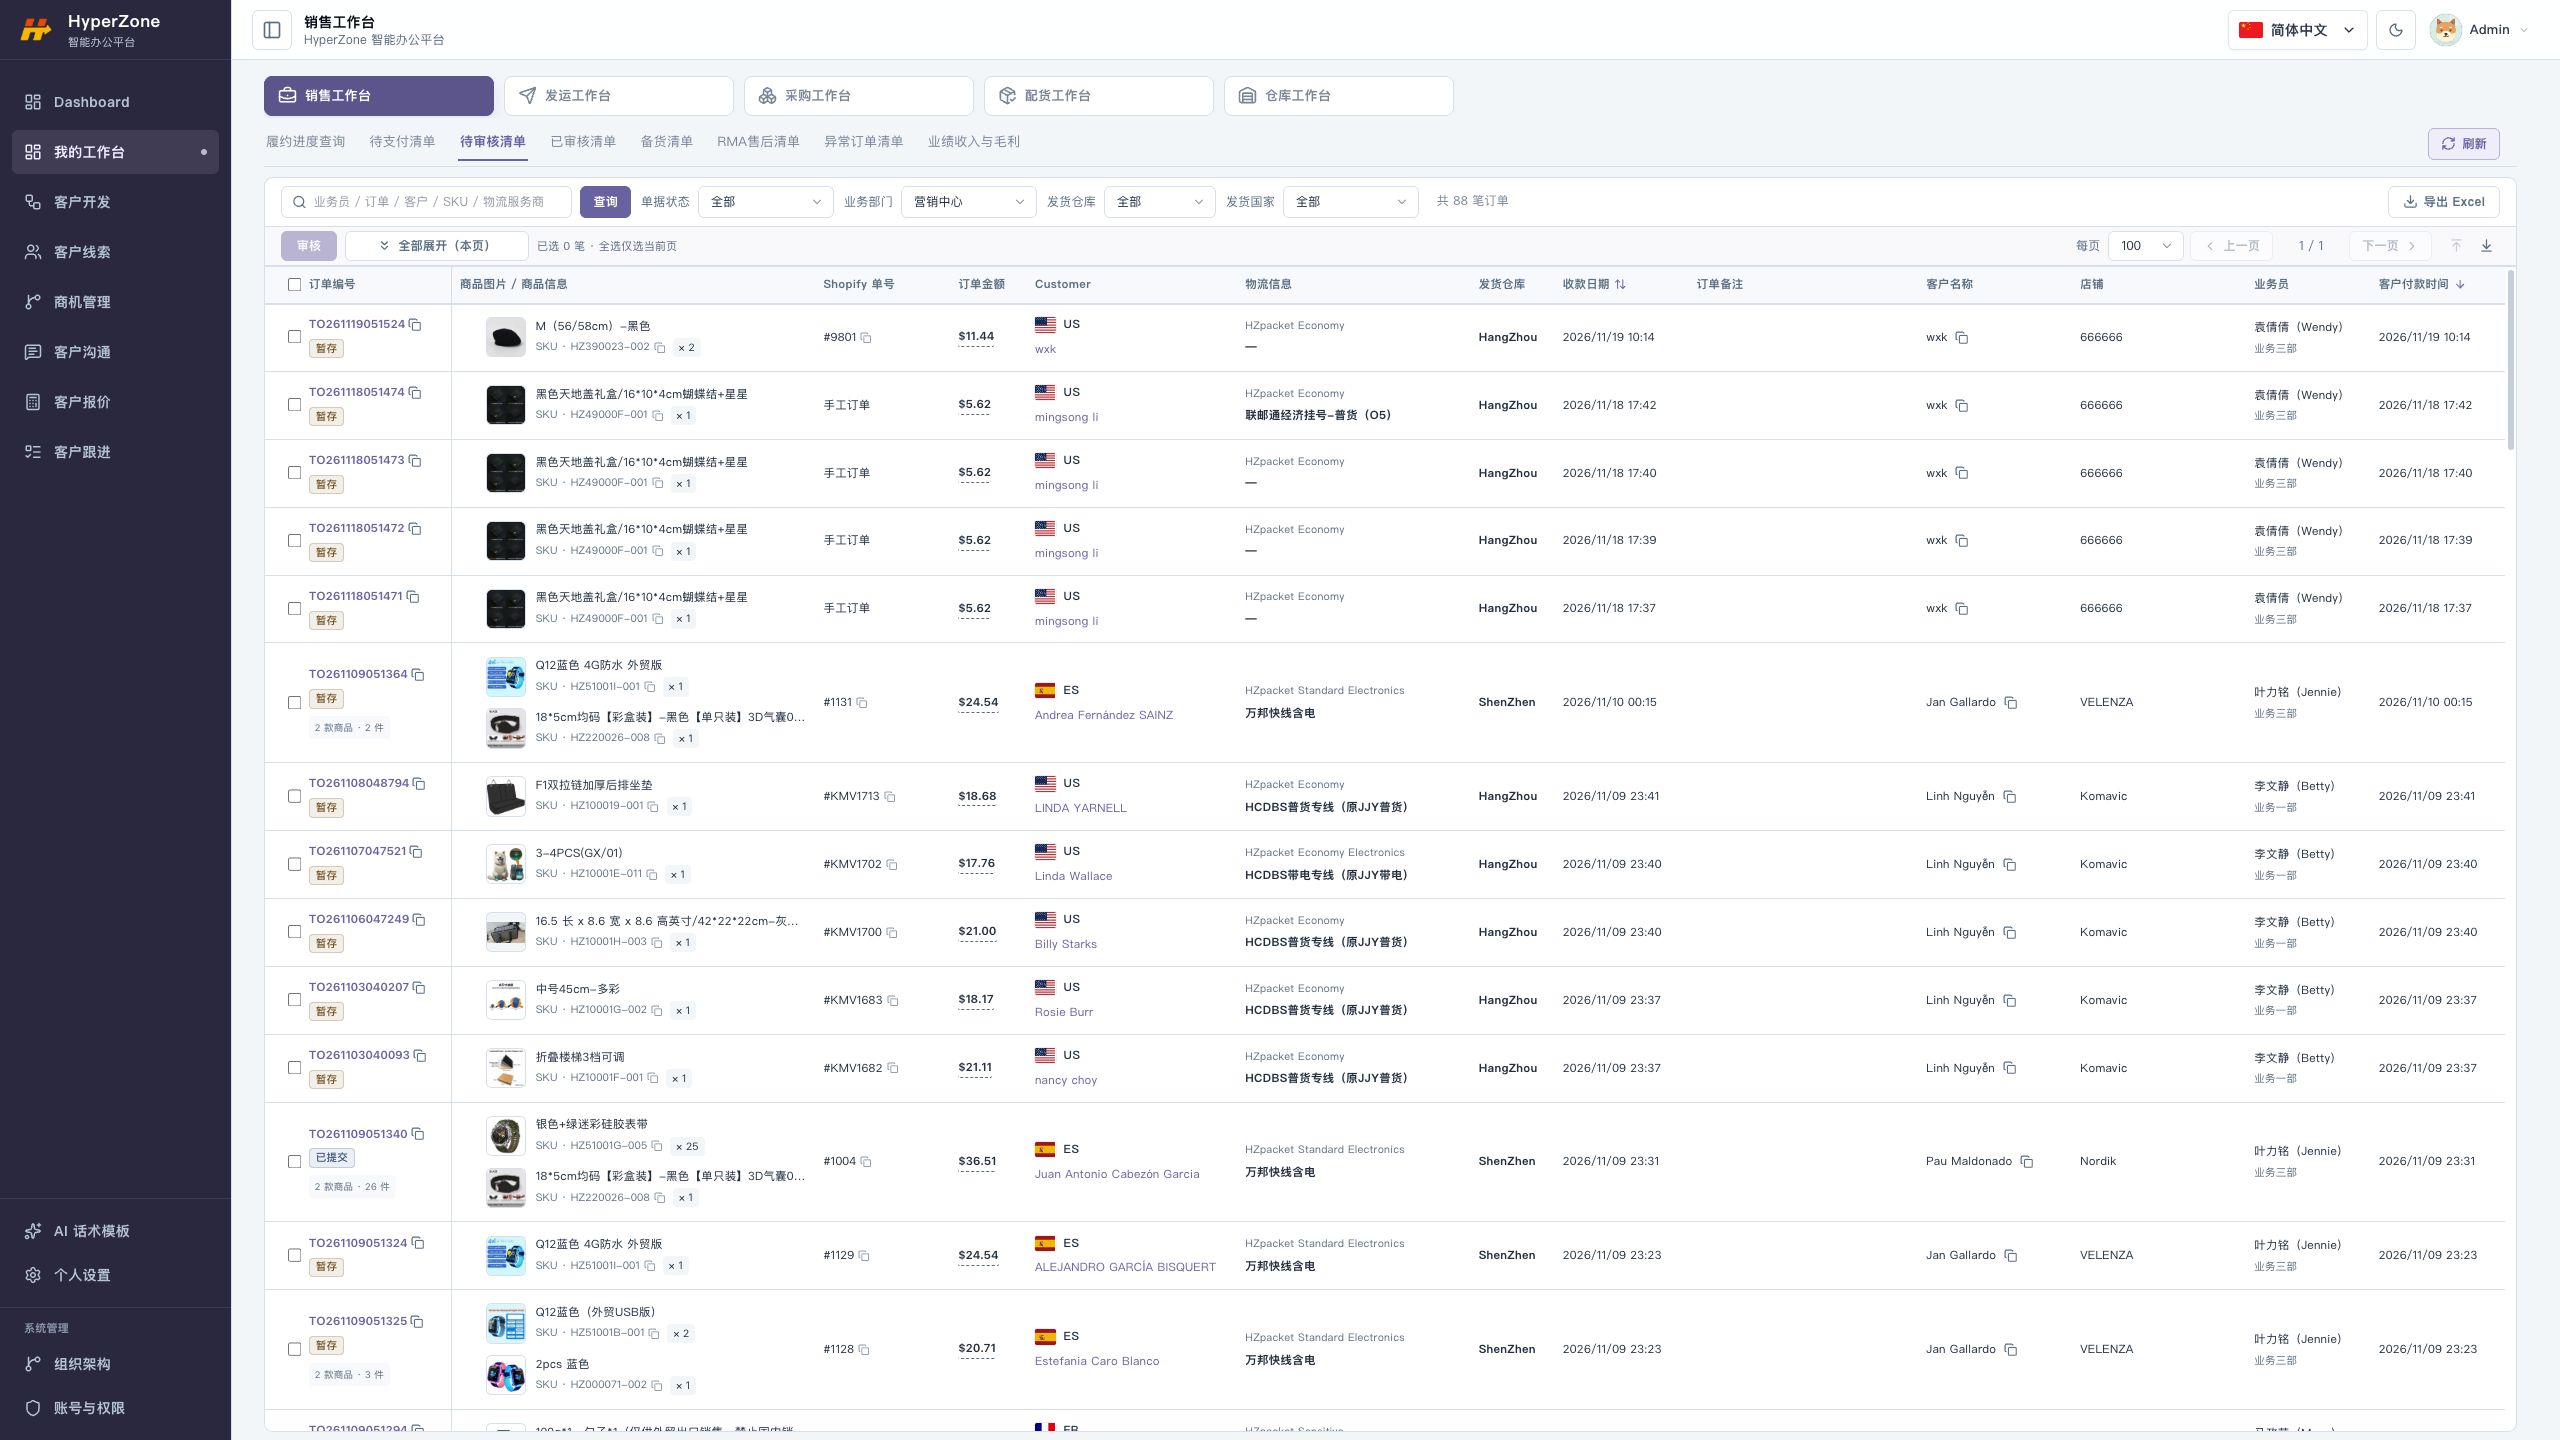 HyperZone
智能办公平台
Dashboard
我的工作台
客户开发
客户线索
商机管理
客户沟通
客户报价
客户跟进
AI 话术模板
个人设置
系统管理
组织架构
账号与权限
销售工作台
HyperZone 智能办公平台
简体中文
Admin
销售工作台 发运工作台 采购工作台 配货工作台 仓库工作台
履约进度查询 待支付清单 待审核清单 已审核清单 备货清单 RMA售后清单 异常订单清单 业绩收入与毛利
刷新
业务员 / 订单 / 客户 / SKU / 物流服务商 查询 单据状态 全部 业务部门 营销中心 发货仓库 全部 发货国家 全部 共 88 笔订单 导出 Excel
审核 全部展开（本页） 已选 0 笔 · 全选仅选当前页 每页 100 上一页 1 / 1 下一页
订单编号 商品图片 / 商品信息 Shopify 单号 订单金额 Customer 物流信息 发货仓库 收款日期 订单备注 客户名称 店铺 业务员 客户付款时间
TO261119051524
暂存
M（56/58cm）-黑色
SKU · HZ390023-002 × 2
#9801 $11.44
US
wxk
HZpacket Economy
—
HangZhou 2026/11/19 10:14 wxk 666666
袁倩倩（Wendy）
业务三部
2026/11/19 10:14
TO261118051474
暂存
黑色天地盖礼盒/16*10*4cm蝴蝶结+星星
SKU · HZ49000F-001 × 1
手工订单 $5.62
US
mingsong li
HZpacket Economy
联邮通经济挂号-普货（O5）
HangZhou 2026/11/18 17:42 wxk 666666
袁倩倩（Wendy）
业务三部
2026/11/18 17:42
TO261118051473
暂存
黑色天地盖礼盒/16*10*4cm蝴蝶结+星星
SKU · HZ49000F-001 × 1
手工订单 $5.62
US
mingsong li
HZpacket Economy
—
HangZhou 2026/11/18 17:40 wxk 666666
袁倩倩（Wendy）
业务三部
2026/11/18 17:40
TO261118051472
暂存
黑色天地盖礼盒/16*10*4cm蝴蝶结+星星
SKU · HZ49000F-001 × 1
手工订单 $5.62
US
mingsong li
HZpacket Economy
—
HangZhou 2026/11/18 17:39 wxk 666666
袁倩倩（Wendy）
业务三部
2026/11/18 17:39
TO261118051471
暂存
黑色天地盖礼盒/16*10*4cm蝴蝶结+星星
SKU · HZ49000F-001 × 1
手工订单 $5.62
US
mingsong li
HZpacket Economy
—
HangZhou 2026/11/18 17:37 wxk 666666
袁倩倩（Wendy）
业务三部
2026/11/18 17:37
TO261109051364
暂存
2 款商品 · 2 件
Q12蓝色 4G防水 外贸版
SKU · HZ51001I-001 × 1
18*5cm均码【彩盒装】-黑色【单只装】3D气囊0...
SKU · HZ220026-008 × 1
#1131 $24.54
ES
Andrea Fernández SAINZ
HZpacket Standard Electronics
万邦快线含电
ShenZhen 2026/11/10 00:15 Jan Gallardo VELENZA
叶力铭（Jennie）
业务三部
2026/11/10 00:15
TO261108048794
暂存
F1双拉链加厚后排坐垫
SKU · HZ100019-001 × 1
#KMV1713 $18.68
US
LINDA YARNELL
HZpacket Economy
HCDBS普货专线（原JJY普货）
HangZhou 2026/11/09 23:41 Linh Nguyễn Komavic
李文静（Betty）
业务一部
2026/11/09 23:41
TO261107047521
暂存
3-4PCS(GX/01)
SKU · HZ10001E-011 × 1
#KMV1702 $17.76
US
Linda Wallace
HZpacket Economy Electronics
HCDBS带电专线（原JJY带电）
HangZhou 2026/11/09 23:40 Linh Nguyễn Komavic
李文静（Betty）
业务一部
2026/11/09 23:40
TO261106047249
暂存
16.5 长 x 8.6 宽 x 8.6 高英寸/42*22*22cm-灰...
SKU · HZ10001H-003 × 1
#KMV1700 $21.00
US
Billy Starks
HZpacket Economy
HCDBS普货专线（原JJY普货）
HangZhou 2026/11/09 23:40 Linh Nguyễn Komavic
李文静（Betty）
业务一部
2026/11/09 23:40
TO261103040207
暂存
中号45cm-多彩
SKU · HZ10001G-002 × 1
#KMV1683 $18.17
US
Rosie Burr
HZpacket Economy
HCDBS普货专线（原JJY普货）
HangZhou 2026/11/09 23:37 Linh Nguyễn Komavic
李文静（Betty）
业务一部
2026/11/09 23:37
TO261103040093
暂存
折叠楼梯3档可调
SKU · HZ10001F-001 × 1
#KMV1682 $21.11
US
nancy choy
HZpacket Economy
HCDBS普货专线（原JJY普货）
HangZhou 2026/11/09 23:37 Linh Nguyễn Komavic
李文静（Betty）
业务一部
2026/11/09 23:37
TO261109051340
已提交
2 款商品 · 26 件
银色+绿迷彩硅胶表带
SKU · HZ51001G-005 × 25
18*5cm均码【彩盒装】-黑色【单只装】3D气囊0...
SKU · HZ220026-008 × 1
#1004 $36.51
ES
Juan Antonio Cabezón Garcia
HZpacket Standard Electronics
万邦快线含电
ShenZhen 2026/11/09 23:31 Pau Maldonado Nordik
叶力铭（Jennie）
业务三部
2026/11/09 23:31
TO261109051324
暂存
Q12蓝色 4G防水 外贸版
SKU · HZ51001I-001 × 1
#1129 $24.54
ES
ALEJANDRO GARCÍA BISQUERT
HZpacket Standard Electronics
万邦快线含电
ShenZhen 2026/11/09 23:23 Jan Gallardo VELENZA
叶力铭（Jennie）
业务三部
2026/11/09 23:23
TO261109051325
暂存
2 款商品 · 3 件
Q12蓝色（外贸USB版）
SKU · HZ51001B-001 × 2
2pcs 蓝色
SKU · HZ000071-002 × 1
#1128 $20.71
ES
Estefania Caro Blanco
HZpacket Standard Electronics
万邦快线含电
ShenZhen 2026/11/09 23:23 Jan Gallardo VELENZA
叶力铭（Jennie）
业务三部
2026/11/09 23:23
TO261109051294
FR
HZpacket Sensitive